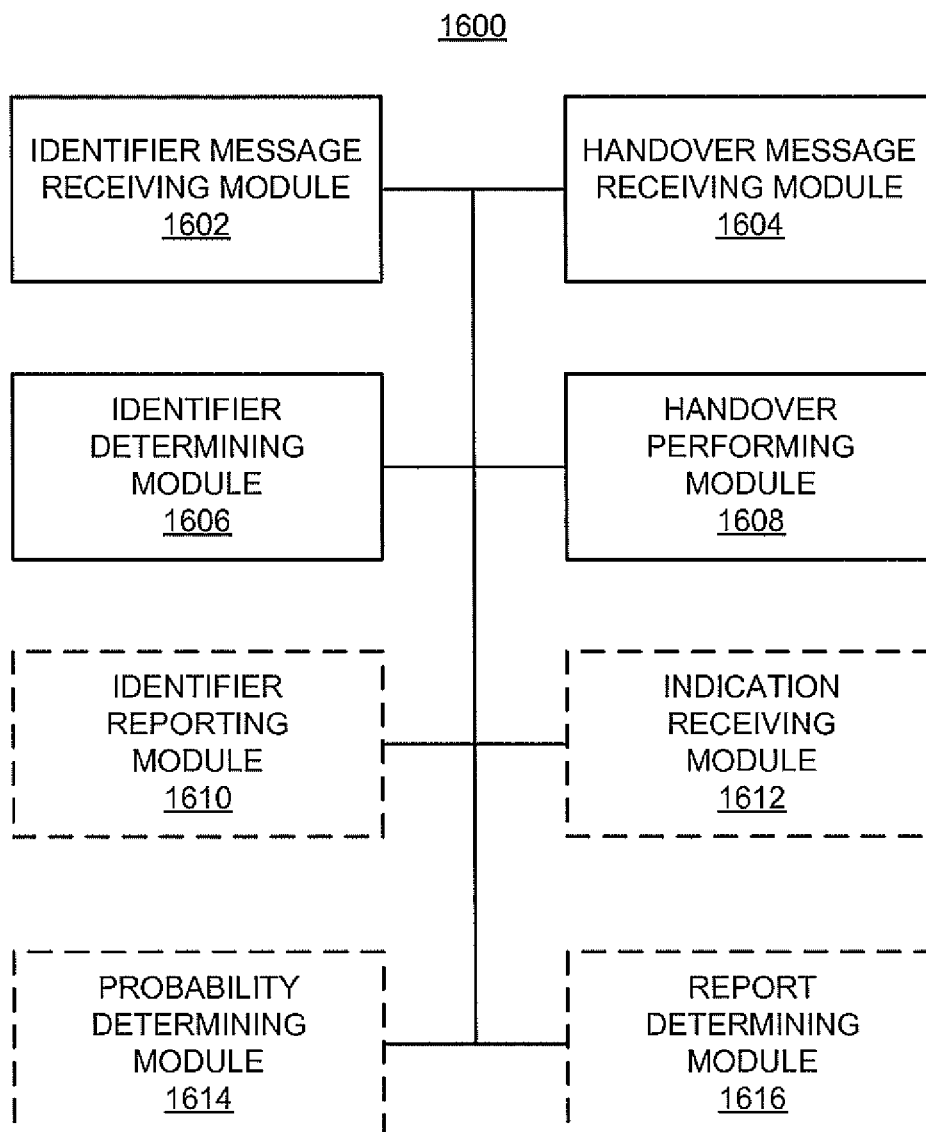 1600
IDENTIFIER MESSAGE
RECEIVING MODULE
1602
HANDOVER MESSAGE
RECEIVING MODULE
1604
IDENTIFIER
DETERMINING
MODULE
1606
HANDOVER
PERFORMING
MODULE
1608
IDENTIFIER
REPORTING
MODULE
1610
INDICATION
RECEIVING
MODULE
1612
PROBABILITY
DETERMINING
MODULE
1614
REPORT
DETERMINING
MODULE
1616